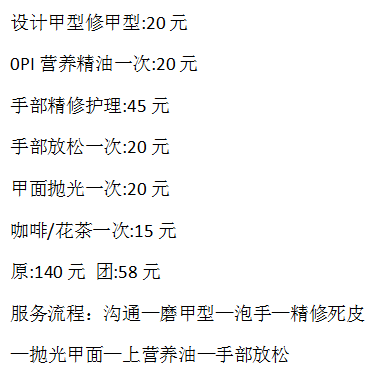 设计甲型修甲型:20 元
0PI 营养精油一次:20 元
手部精修护理:45 元
手部放松一次:20 元
甲面抛光一次:20 元
咖啡/花茶一次:15 元
原:140 元  团:58 元
服务流程：沟通一磨甲型一泡手一精修死皮
一抛光甲面一上营养油一手部放松